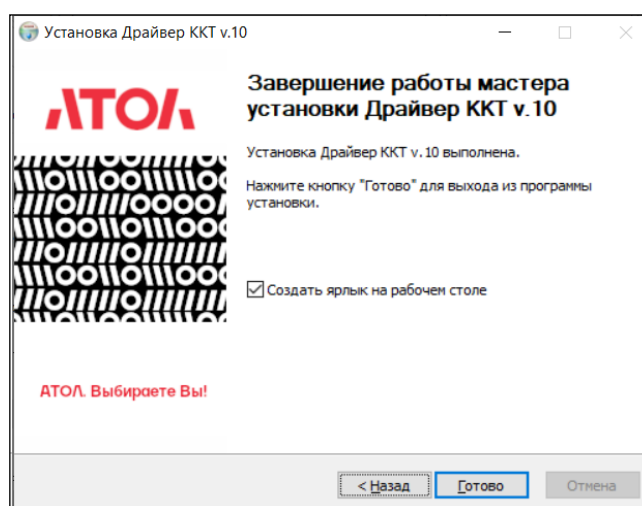 Установка Драйвер ККТ v.10
АТОЛ
Завершение работы мастера
установки Драйвер ККТ v.10
Установка Драйвер ККТ v.10 выполнена.
Нажмите кнопку "Готово" для выхода из программы
установки.
Создать ярлык на рабочем столе
АТОЛ. Выбираете Вы!
< Назад
Готово
Отмена